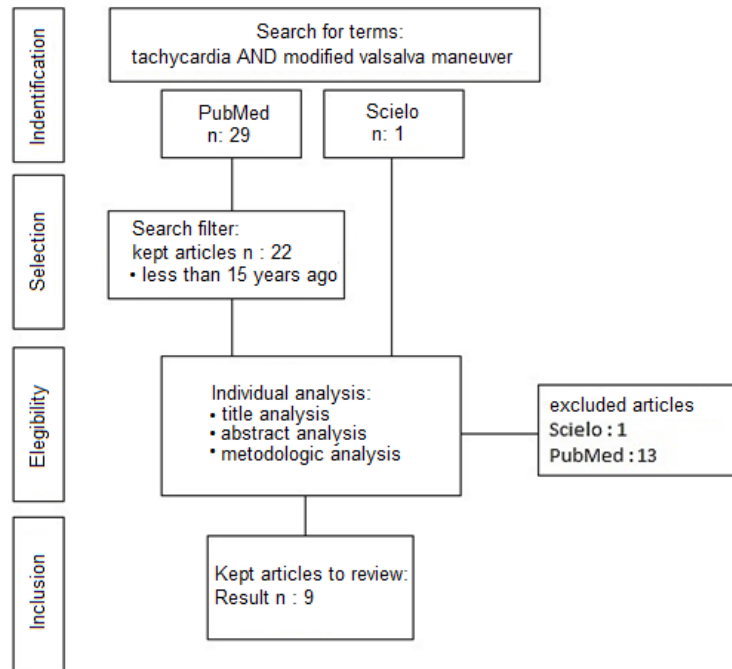 Indentification
Search for terms:
tachycardia AND modified valsalva maneuver
PubMed
n: 29
Scielo
n: 1
Selection
Search filter:
kept articles n : 22
• less than 15 years ago
Elegibility
Individual analysis:
• title analysis
• abstract analysis
• metodologic analysis
excluded articles
Scielo : 1
PubMed : 13
Inclusion
Kept articles to review:
Result n : 9